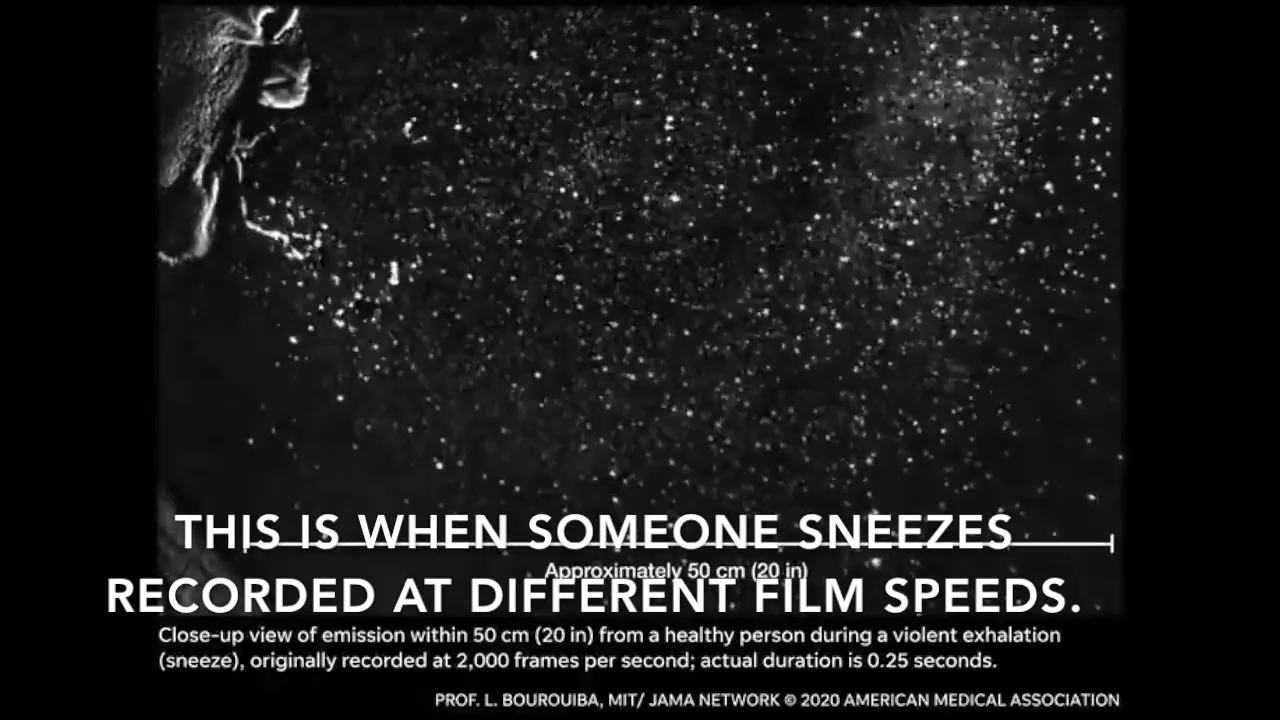 THIS IS WHEN SOMEONE SNEEZES
Approximately 50 cm (20 in)
RECORDED AT DIFFERENT FILM SPEEDS.
Close-up view of emission within 50 cm (20 in) from a healthy person during a violent exhalation
(sneeze), originally recorded at 2,000 frames per second; actual duration is 0.25 seconds.
PROF. L. BOUROUIBA, MIT/ JAMA NETWORK © 2020 AMERICAN MEDICAL ASSOCIATION